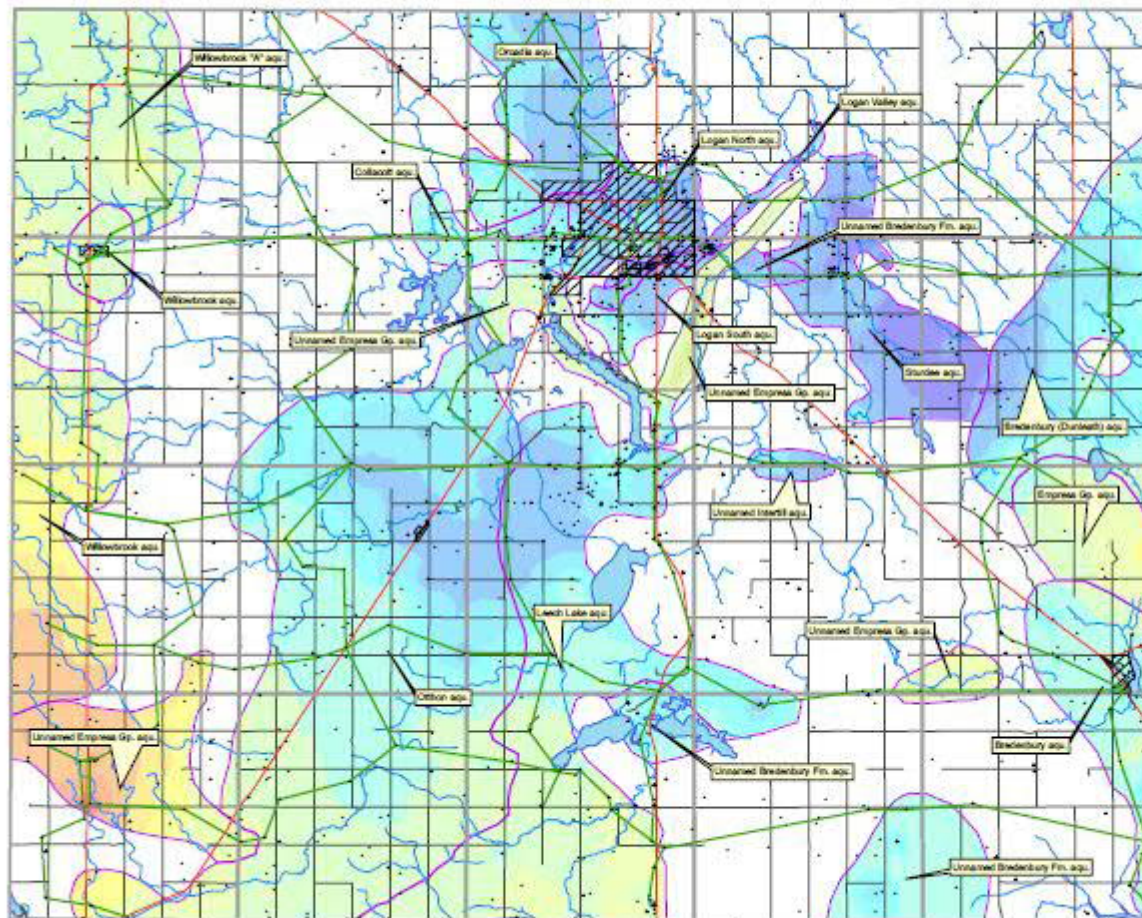 Orcadia aqu.
Willowbrook "A" aqu.
Logan Valley aqu.
Logan North aqu.
Collacott aqu.
Unnamed Bredenbury Fm. aqu.
Willowbrook aqu.
Unnamed Empress Gp. aqu.
Logan South aqu.
Sturdee aqu.
Unnamed Empress Gp. aqu.
Bredenbury (Dunleath) aqu.
Empress Gp. aqu.
Unnamed Intertill aqu.
Willowbrook aqu.
Leech Lake aqu.
Unnamed Empress Gp. aqu.
Otthon aqu.
Unnamed Empress Gp. aqu.
Bredenbury aqu.
Unnamed Bredenbury Fm. aqu.
Unnamed Bredenbury Fm. aqu.